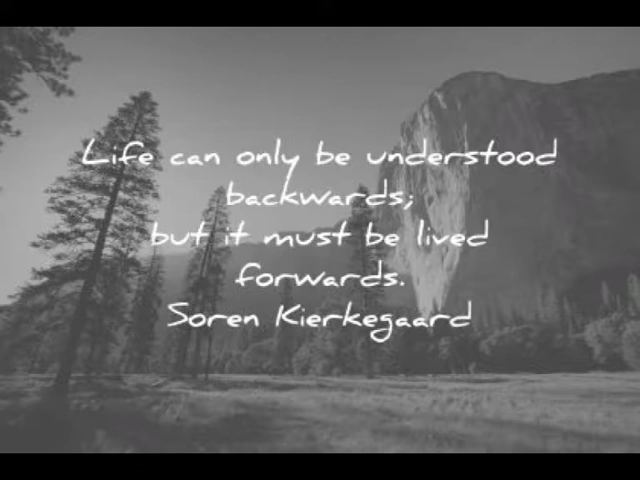 Life can only be understood
backwards;
but it must be lived
forwards.
Soren Kierkegaard